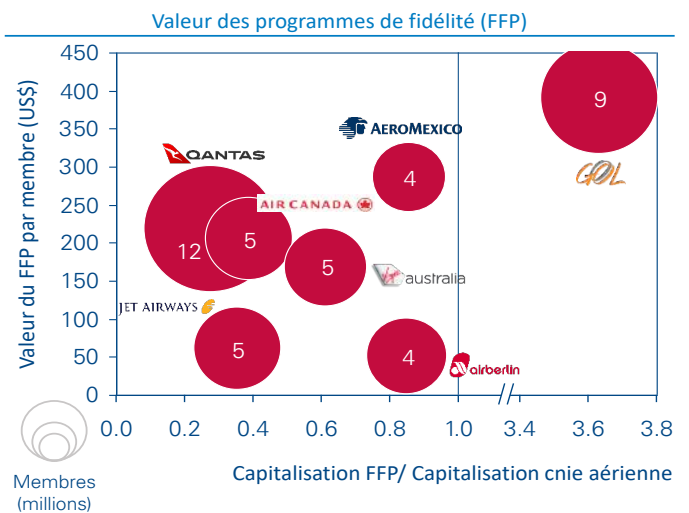 Valeur des programmes de fidélité (FFP)
Valeur du FFP par membre (US$)
450
400
350
300
250
200
150
100
50
0
9
AEROMEXICO
QANTAS
4
GOL
AIR CANADA
12
5
5
Virgin australia
JET AIRWAYS
5
4
airberlin
0.0 0.2 0.4 0.6 0.8 1.0 3.4 3.8
Capitalisation FFP/ Capitalisation cnie aérienne
Membres
(millions)